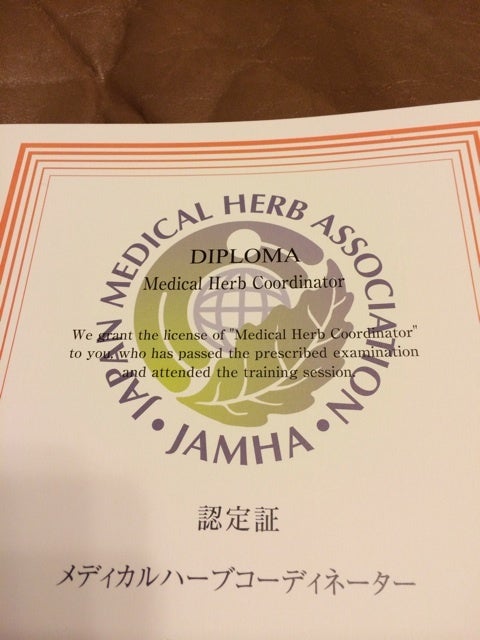 JAPAN MEDICAL HERB ASSOCIATION
DIPLOMA
Medical Herb Coordinator
We grant the license of "Medical Herb Coordinator"
to you, who has passed the prescribed examination
and attended the training session.
• JAMHA •
認定証
メディカルハーブコーディネーター